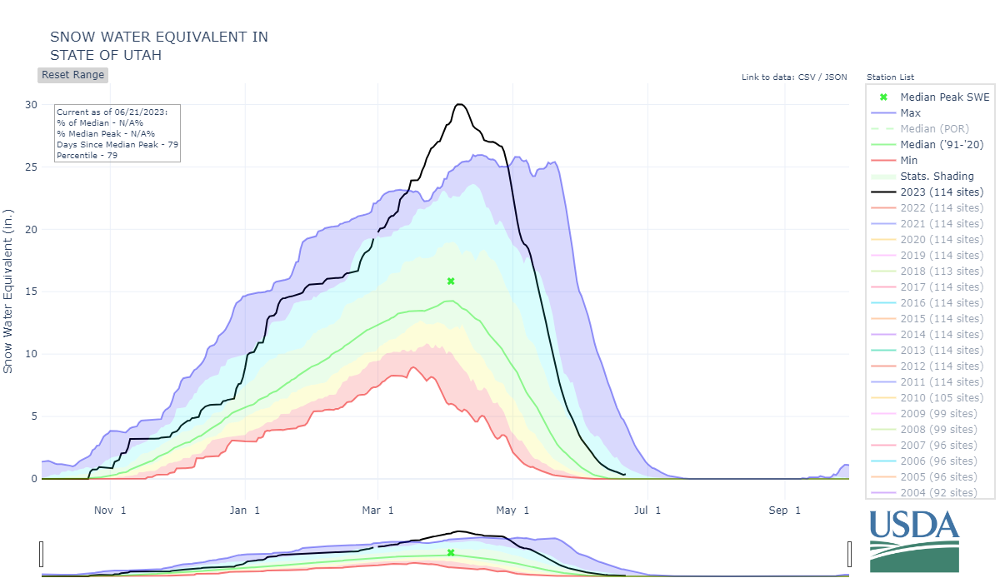 SNOW WATER EQUIVALENT IN
STATE OF UTAH
Reset Range
Link to data: CSV / JSON
Station List
Current as of 06/21/2023:
% of Median - N/A%
% Median Peak - N/A%
Days Since Median Peak - 79
Percentile - 79
Snow Water Equivalent (in.)
30
25
20
15
10
5
0
Nov 1
Jan 1
Mar 1
May 1
Jul 1
Sep 1
Median Peak SWE
Max
Median (POR)
Median ('91-'20)
Min
Stats. Shading
2023 (114 sites)
2022 (114 sites)
2021 (114 sites)
2020 (114 sites)
2019 (114 sites)
2018 (113 sites)
2017 (114 sites)
2016 (114 sites)
2015 (114 sites)
2014 (114 sites)
2013 (114 sites)
2012 (114 sites)
2011 (114 sites)
2010 (105 sites)
2009 (99 sites)
2008 (99 sites)
2007 (96 sites)
2006 (96 sites)
2005 (96 sites)
2004 (92 sites)
USDA